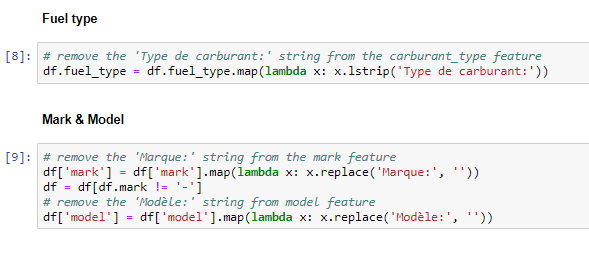 Fuel type
[8]: # remove the 'Type de carburant:' string from the carburant_type feature
df.fuel_type = df.fuel_type.map(lambda x: x.lstrip('Type de carburant:'))
Mark & Model
[9]: # remove the 'Marque:' string from the mark feature
df['mark'] = df['mark'].map(lambda x: x.replace('Marque:', ''))
df = df[df.mark != '-']
# remove the 'Modèle:' string from model feature
df['model'] = df['model'].map(lambda x: x.replace('Modèle:', ''))